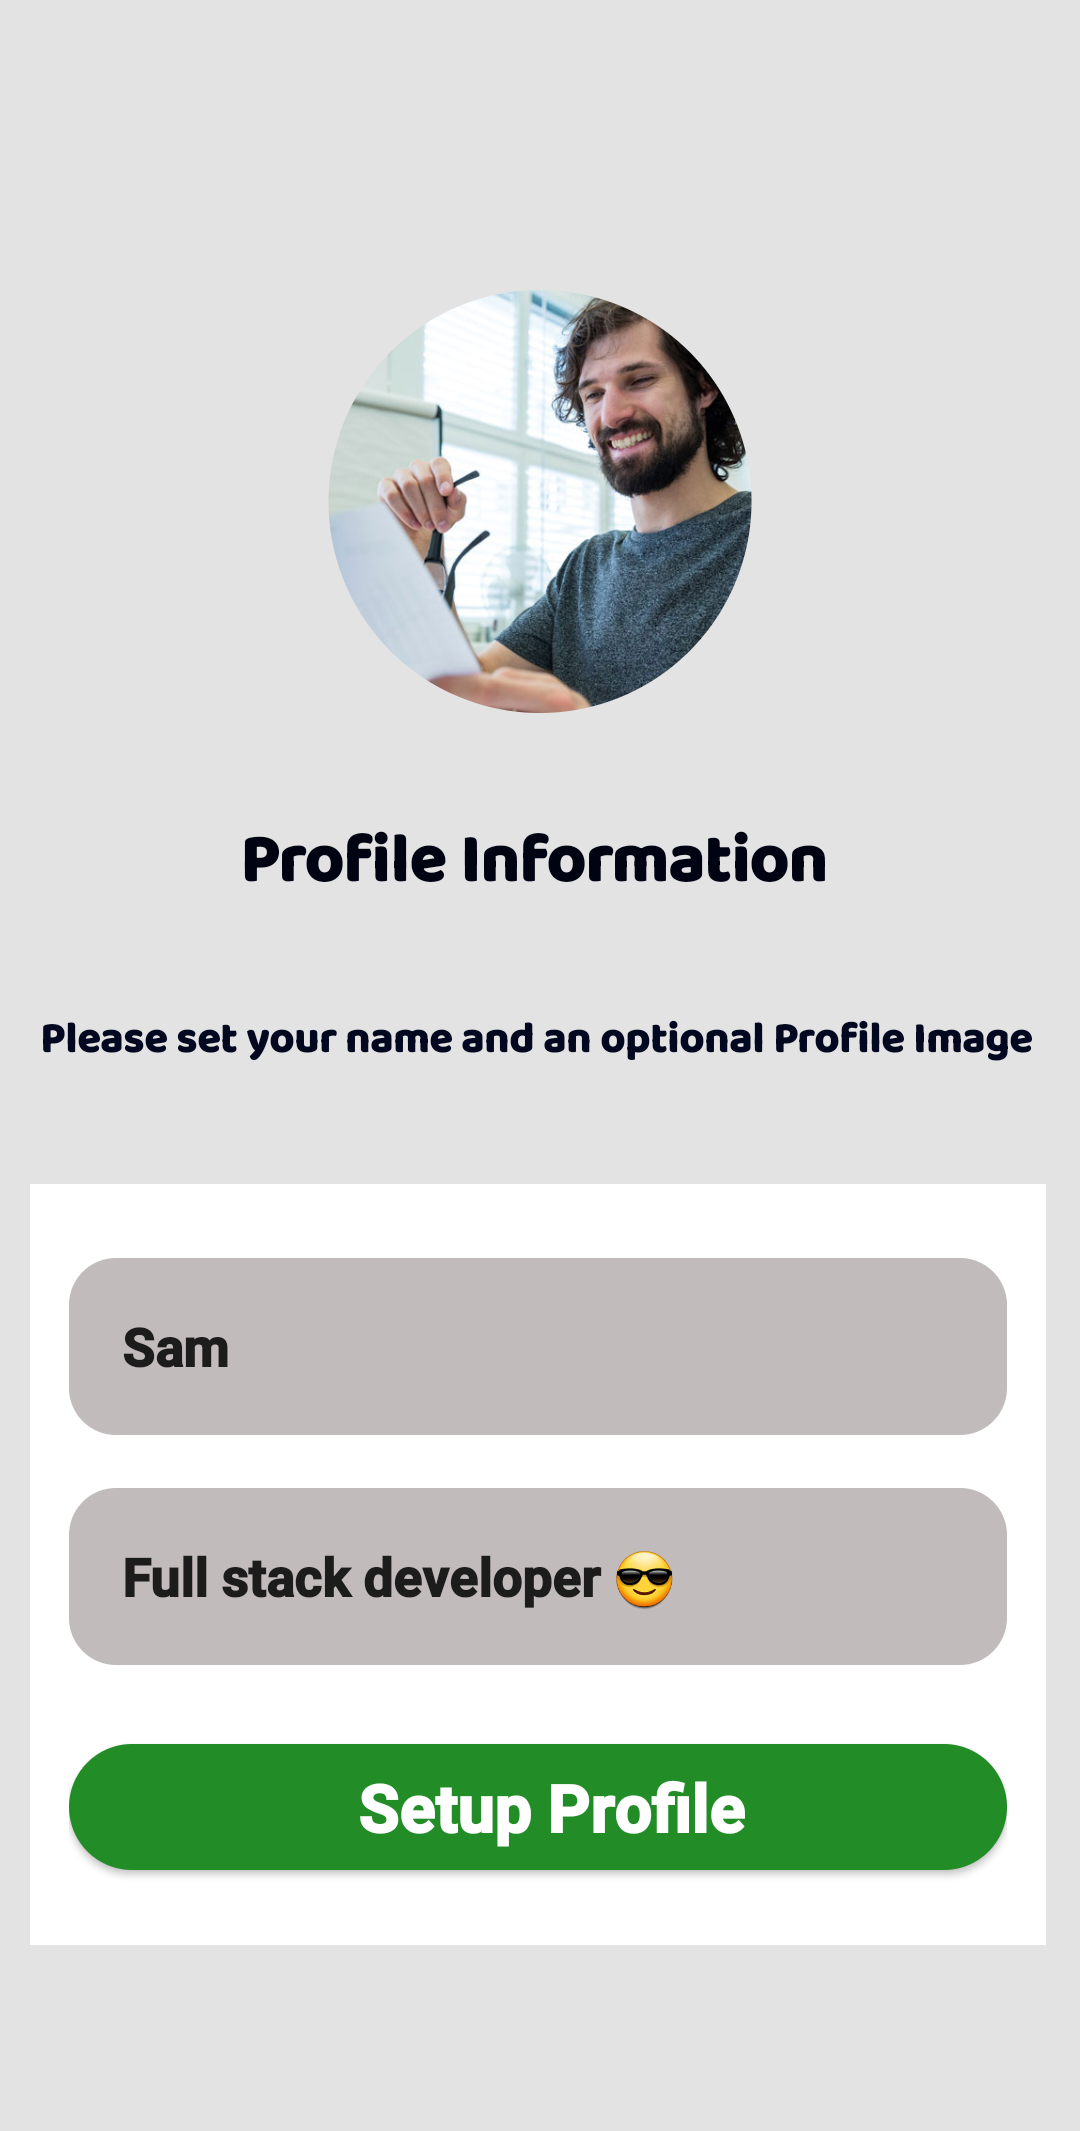 Profile Information
Please set your name and an optional Profile Image
Sam
Full stack developer 😎
Setup Profile